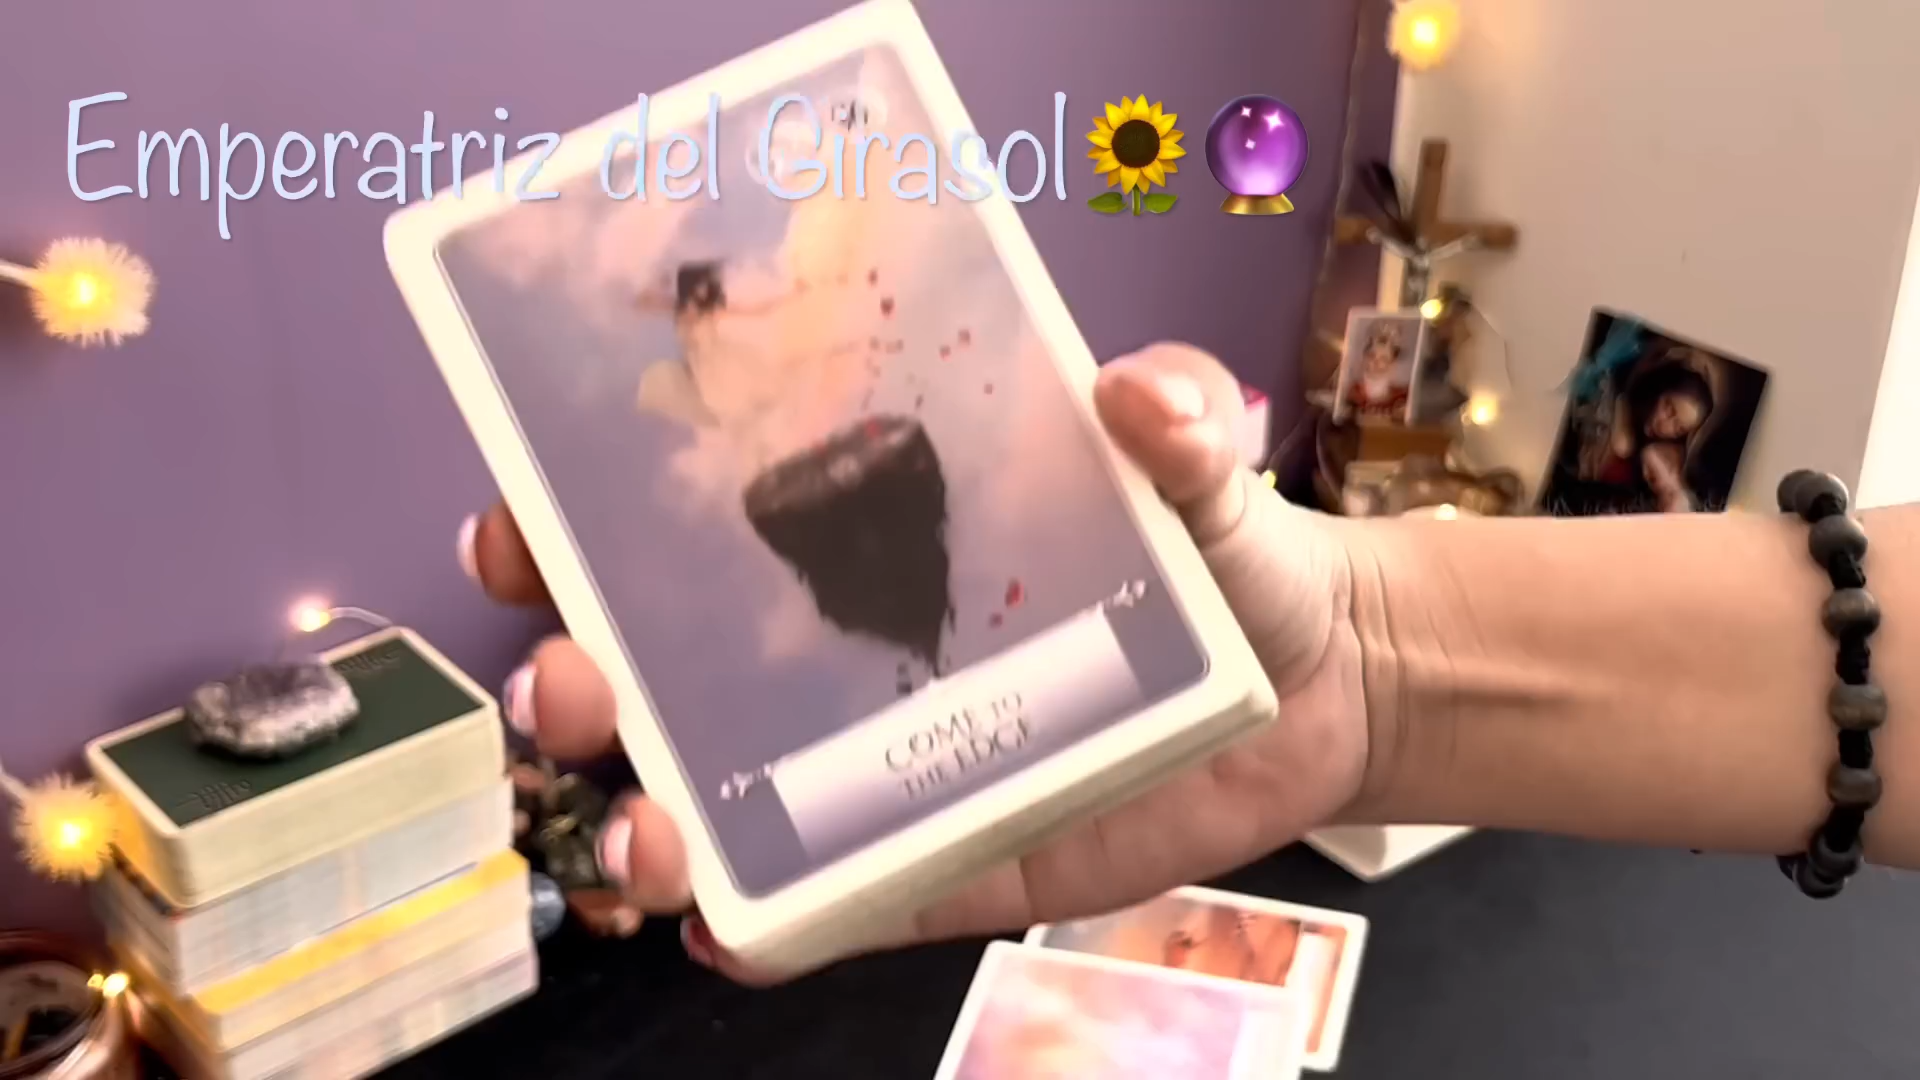 Emperatriz del Girasol🌻🔮
COME TO
THE EDGE